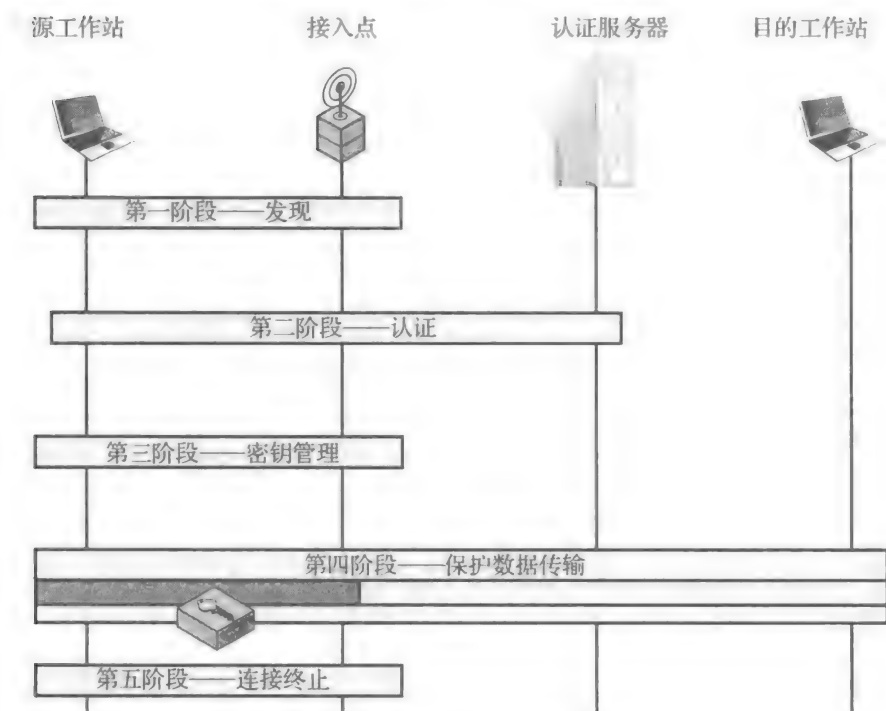 源工作站 接入点 认证服务器 目的工作站
第一阶段——发现
第二阶段——认证
第三阶段——密钥管理
第四阶段——保护数据传输
第五阶段——连接终止